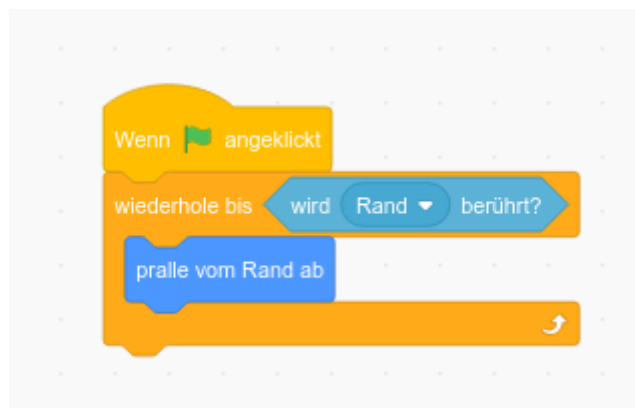 Wenn angeklickt
wiederhole bis wird Rand berührt?
pralle vom Rand ab